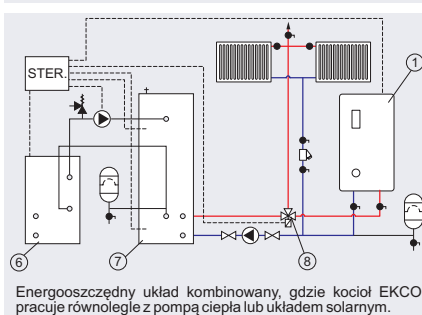 STER.
1
6
7
8
Energooszczędny układ kombinowany, gdzie kocioł EKCO
pracuje równolegle z pompą ciepła lub układem solarnym.